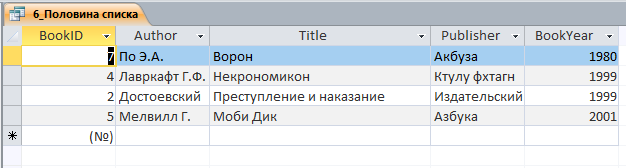 6_Половина списка
BookID Author Title Publisher BookYear
7 По Э.А. Ворон Акбуза 1980
4 Лавркафт Г.Ф. Некрономикон Ктулу фхтагн 1999
2 Достоевский Преступление и наказание Издательский 1999
5 Мелвилл Г. Моби Дик Азбука 2001
(№)